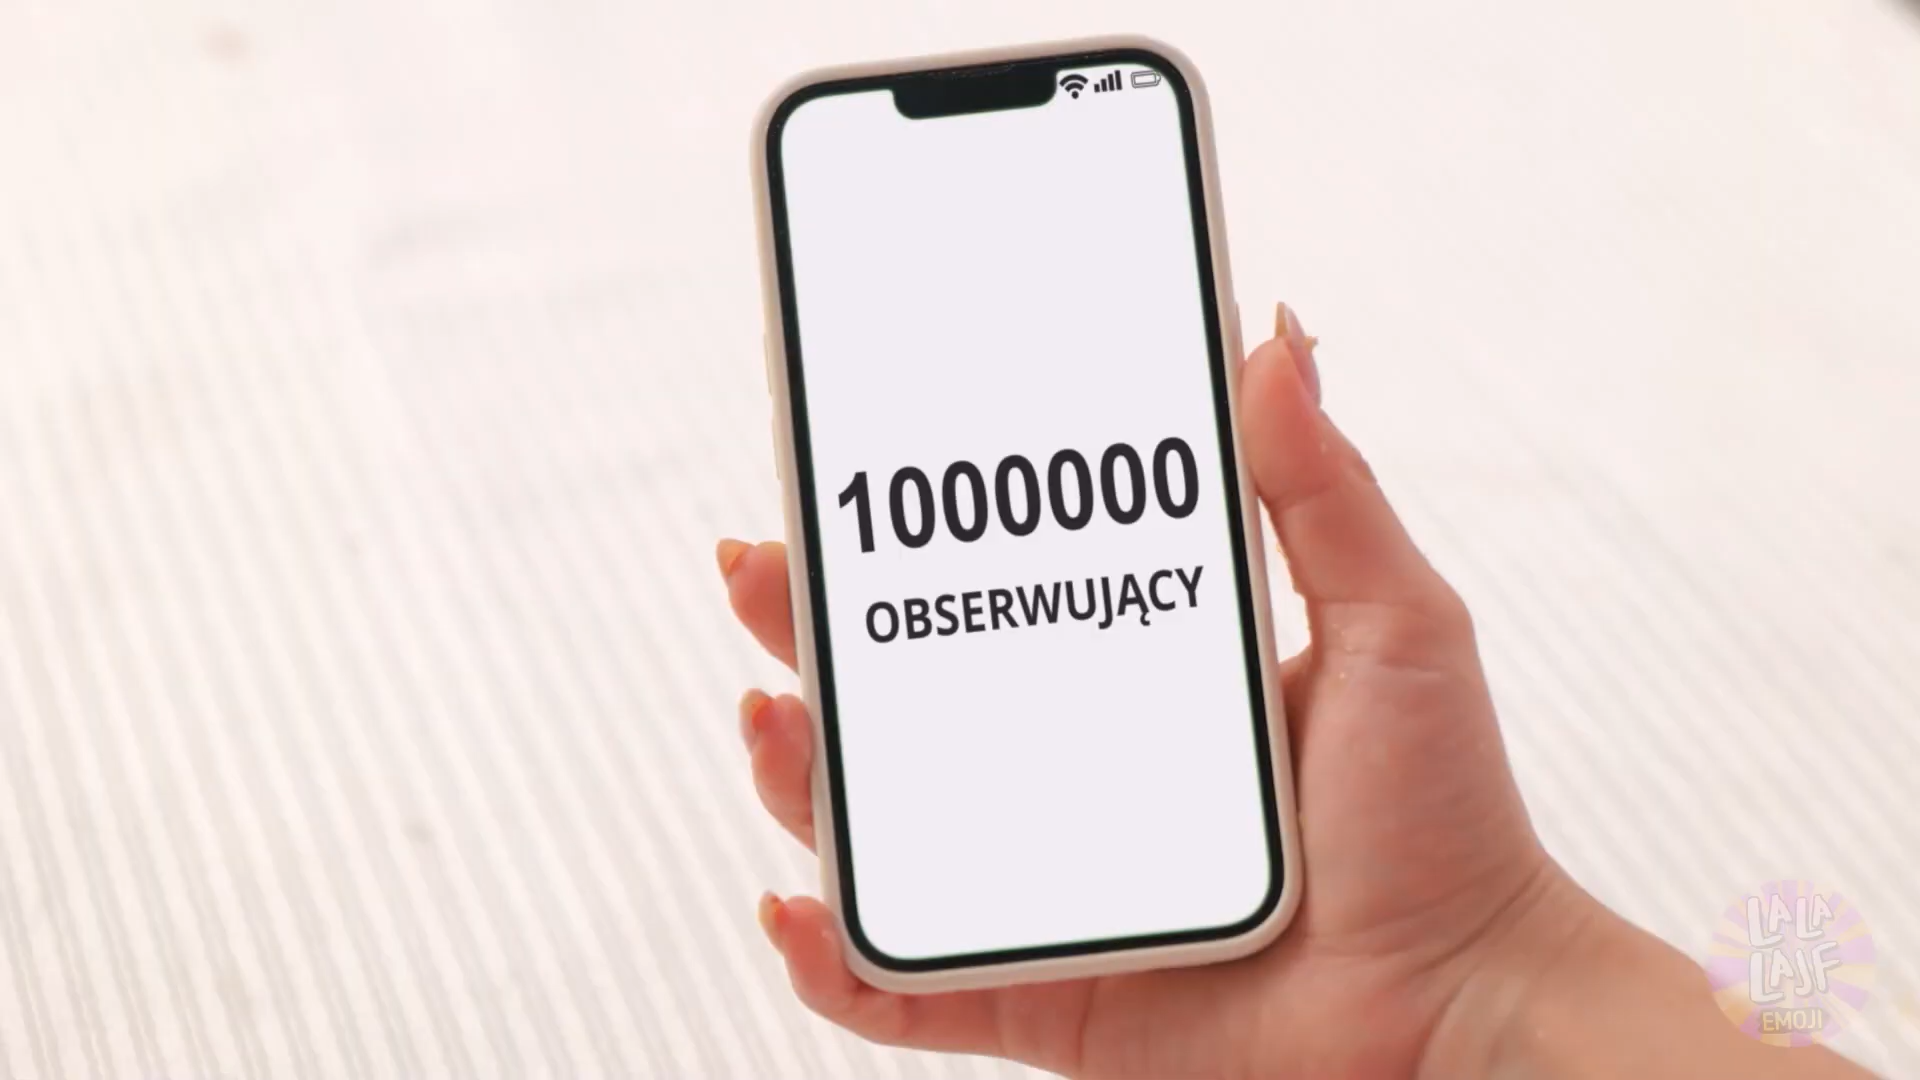 1000000
OBSERWUJĄCY
LA LA
LAJF
EMOJI